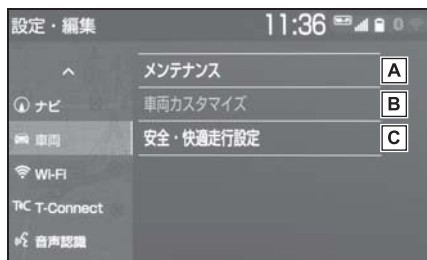 設定・編集 11:36
メンテナンス A
ナビ 車両カスタマイズ B
車両 安全・快適走行設定 C
Wi-Fi
T-Connect
音声認識